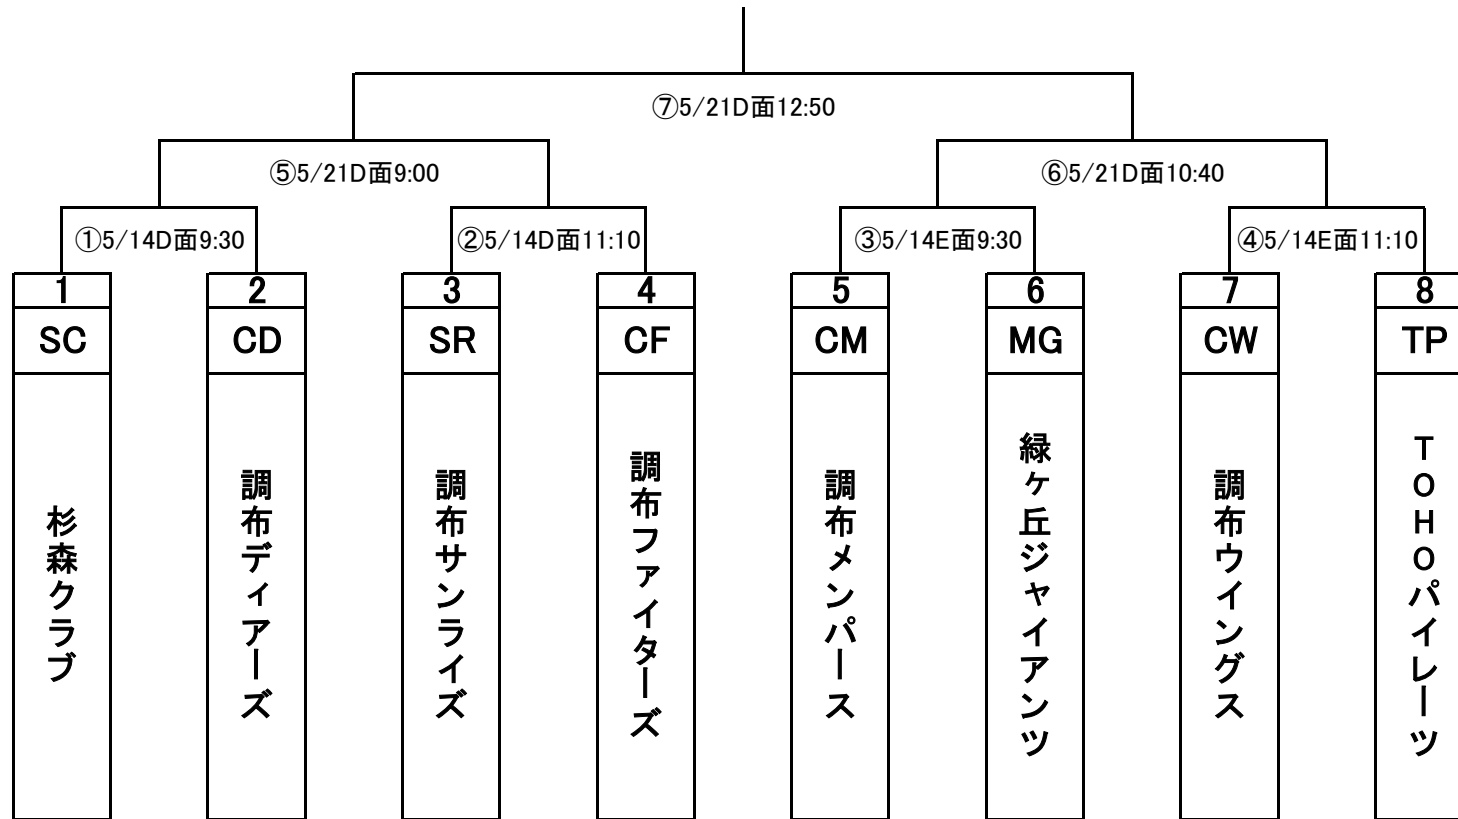 ⑦5/21D面12:50
⑤5/21D面9:00
⑥5/21D面10:40
①5/14D面9:30
②5/14D面11:10
③5/14E面9:30
④5/14E面11:10
1
2
3
4
5
6
7
8
SC
CD
SR
CF
CM
MG
CW
TP
杉森クラブ
調布ディアーズ
調布サンライズ
調布ファイターズ
調布メンパース
緑ヶ丘ジャイアンツ
調布ウイングス
TOHOパイレーツ